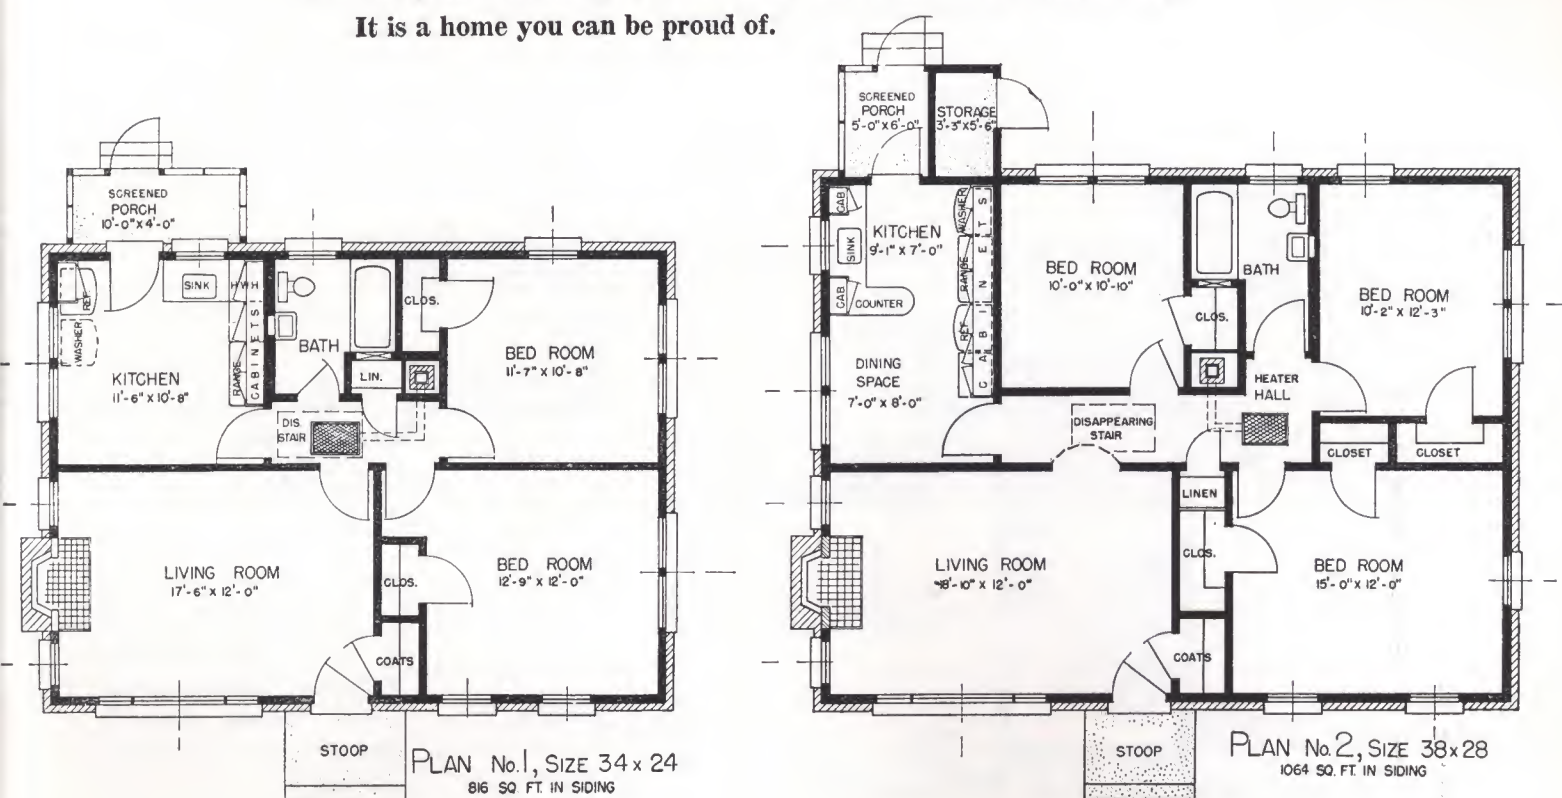 It is a home you can be proud of.
SCREENED
PORCH
10'-0" X 4'-0"
SINK
HWH
REF.
WASHER
RANGE
CABINETS
KITCHEN
11'-6" X 10'-8"
BATH
CLOS.
LIN.
BED ROOM
11'-7" X 10'-8"
DIS.
STAIR
LIVING ROOM
17'-6" X 12'-0"
CLOS.
BED ROOM
12'-9" X 12'-0"
COATS
STOOP
PLAN No.1, SIZE 34 x 24
816 SQ. FT. IN SIDING
SCREENED
PORCH
5'-0" X 6'-0"
STORAGE
3'-3" X 5'-6"
CAB
SINK
CAB
COUNTER
KITCHEN
9'-1" X 7'-0"
WASHER
RANGE
REF.
CABINETS
DINING
SPACE
7'-0" X 8'-0"
BED ROOM
10'-0" X 10'-10"
CLOS.
BATH
HEATER
HALL
BED ROOM
10'-2" X 12'-3"
DISAPPEARING
STAIR
CLOSET
CLOSET
LINEN
CLOS.
LIVING ROOM
18'-10" X 12'-0"
BED ROOM
15'-0" X 12'-0"
COATS
STOOP
PLAN No.2, SIZE 38x28
1064 SQ. FT. IN SIDING